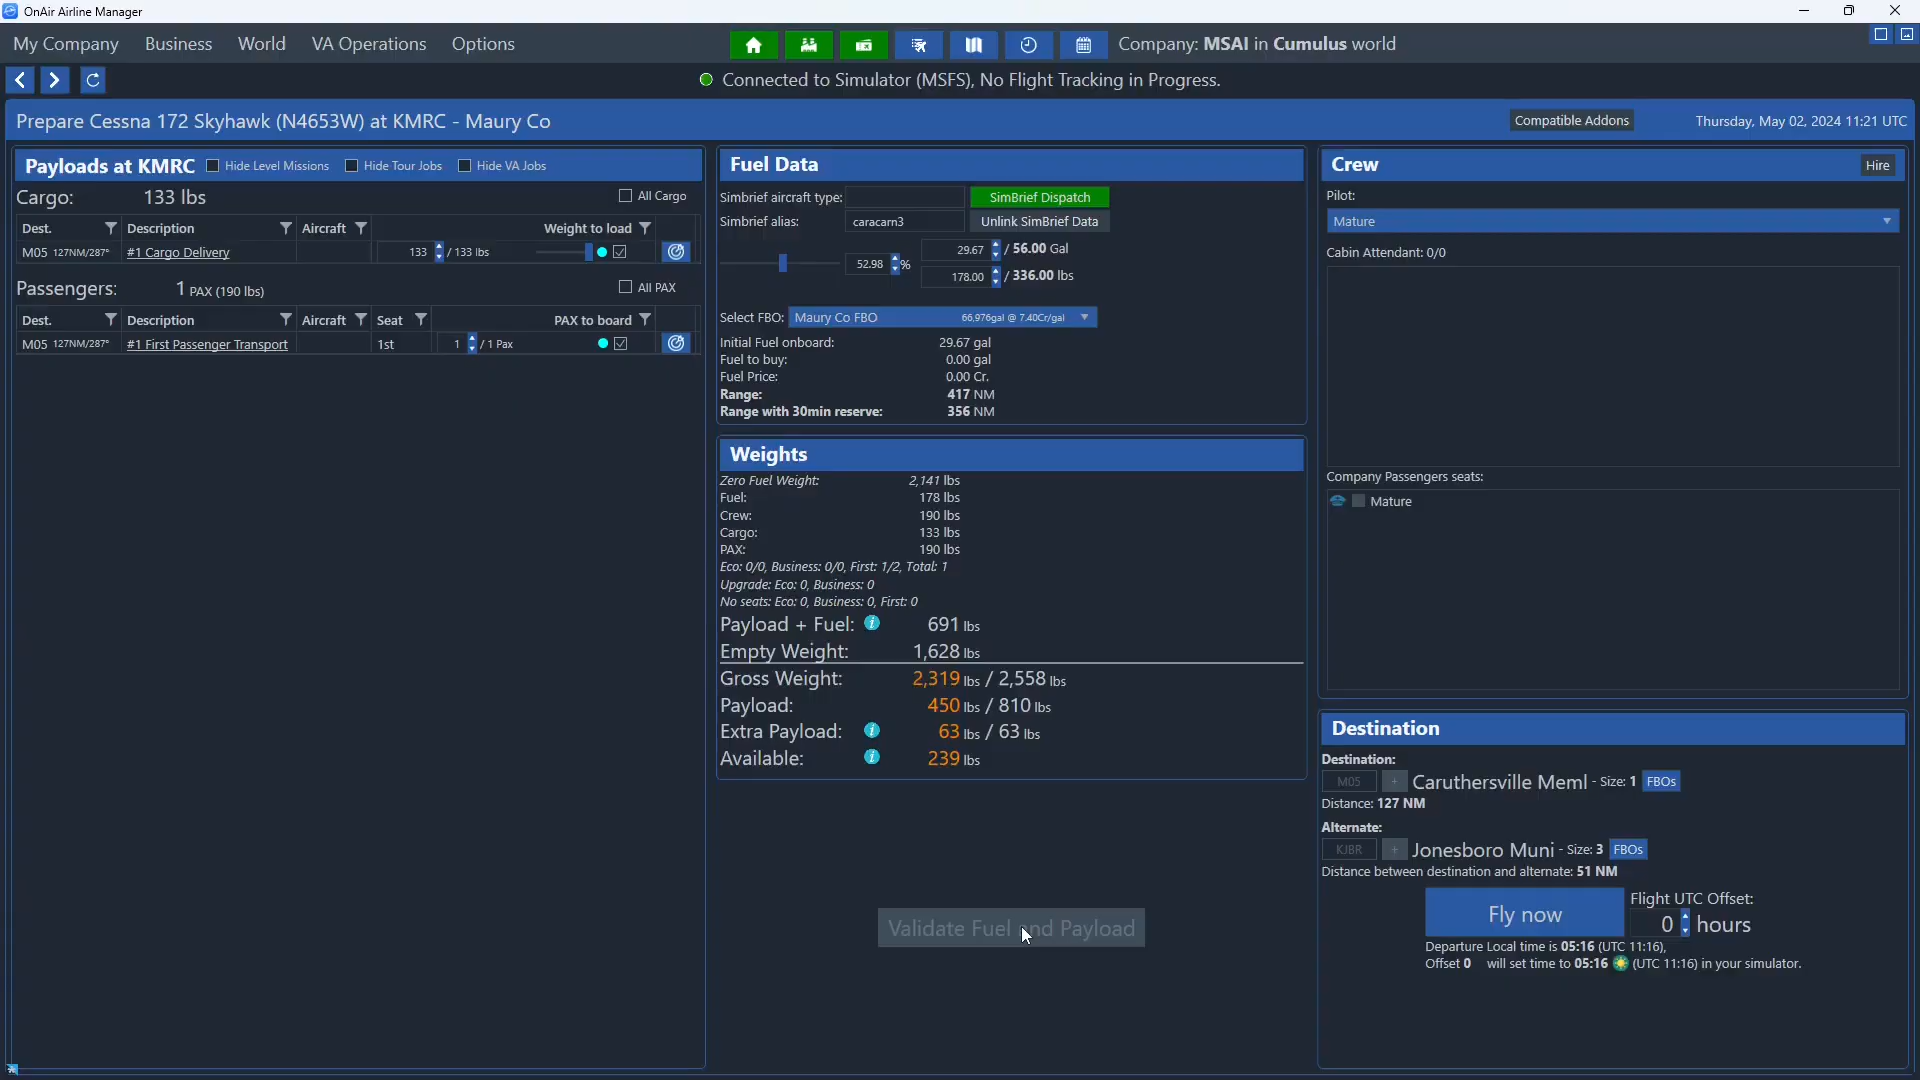 OnAir Airline Manager
My Company Business World VA Operations Options
Company: MSAI in Cumulus world
Connected to Simulator (MSFS), No Flight Tracking in Progress.
Prepare Cessna 172 Skyhawk (N4653W) at KMRC - Maury Co
Compatible Addons
Thursday, May 02, 2024 11:21 UTC
Payloads at KMRC
Hide Level Missions
Hide Tour Jobs
Hide VA Jobs
Cargo: 133 lbs
All Cargo
Dest. Description Aircraft Weight to load
M05 127NM/287° #1 Cargo Delivery 133 / 133 lbs
Passengers: 1 PAX (190 lbs)
All PAX
Dest. Description Aircraft Seat PAX to board
M05 127NM/287° #1 First Passenger Transport 1st 1 / 1 Pax
Fuel Data
Simbrief aircraft type: SimBrief Dispatch
Simbrief alias: caracarn3 Unlink SimBrief Data
52.98 %
29.67 / 56.00 Gal
178.00 / 336.00 lbs
Select FBO: Maury Co FBO 66,976gal @ 7.40Cr/gal
Initial Fuel onboard: 29.67 gal
Fuel to buy: 0.00 gal
Fuel Price: 0.00 Cr.
Range: 417 NM
Range with 30min reserve: 356 NM
Weights
Zero Fuel Weight: 2,141 lbs
Fuel: 178 lbs
Crew: 190 lbs
Cargo: 133 lbs
PAX: 190 lbs
Eco: 0/0, Business: 0/0, First: 1/2, Total: 1
Upgrade: Eco: 0, Business: 0
No seats: Eco: 0, Business: 0, First: 0
Payload + Fuel: 691 lbs
Empty Weight: 1,628 lbs
Gross Weight: 2,319 lbs / 2,558 lbs
Payload: 450 lbs / 810 lbs
Extra Payload: 63 lbs / 63 lbs
Available: 239 lbs
Validate Fuel and Payload
Crew
Hire
Pilot:
Mature
Cabin Attendant: 0/0
Company Passengers seats:
Mature
Destination
Destination:
M05 + Caruthersville Meml - Size: 1 FBOs
Distance: 127 NM
Alternate:
KJBR + Jonesboro Muni - Size: 3 FBOs
Distance between destination and alternate: 51 NM
Fly now
Flight UTC Offset:
0 hours
Departure Local time is 05:16 (UTC 11:16),
Offset 0 will set time to 05:16 (UTC 11:16) in your simulator.